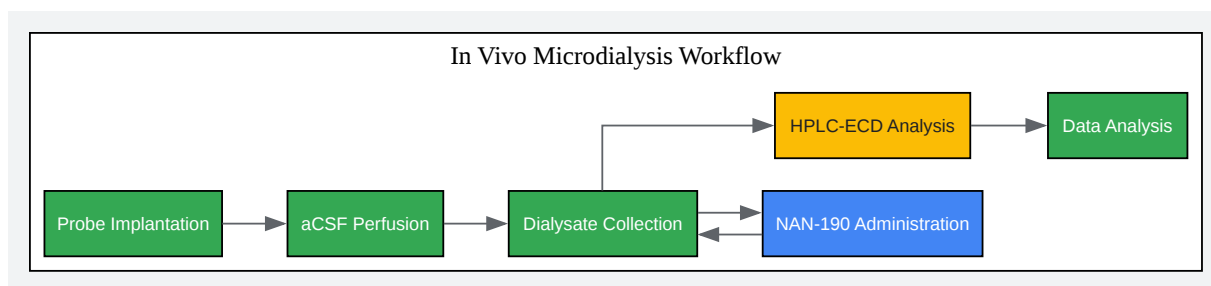 In Vivo Microdialysis Workflow
HPLC-ECD Analysis
Data Analysis
Probe Implantation
aCSF Perfusion
Dialysate Collection
NAN-190 Administration